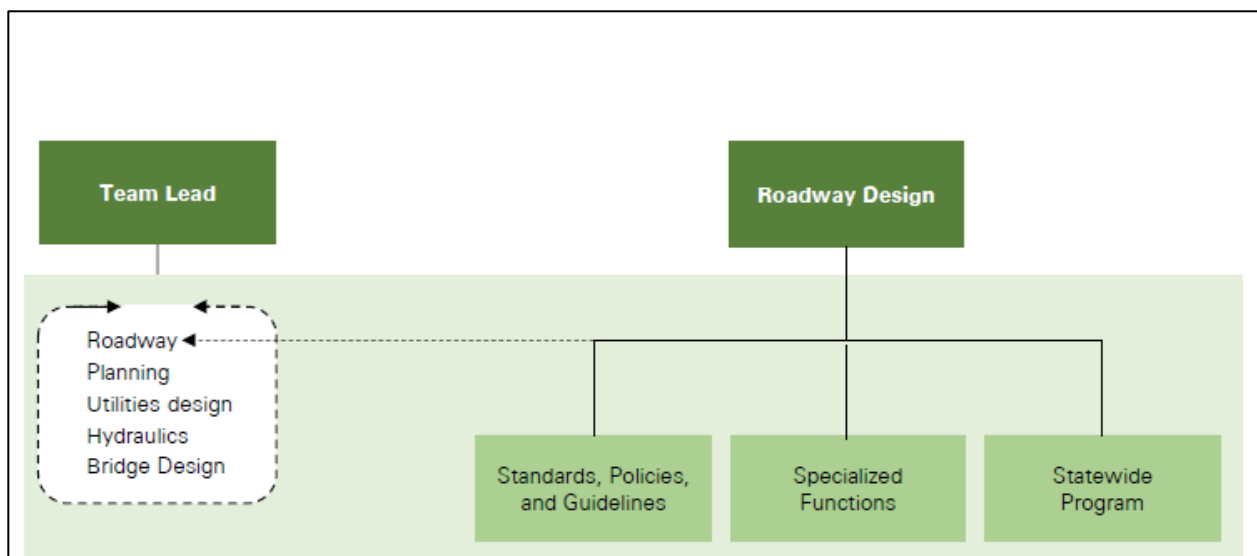 Team Lead
Roadway Design
Roadway
Planning
Utilities design
Hydraulics
Bridge Design
Standards, Policies,
and Guidelines
Specialized
Functions
Statewide
Program